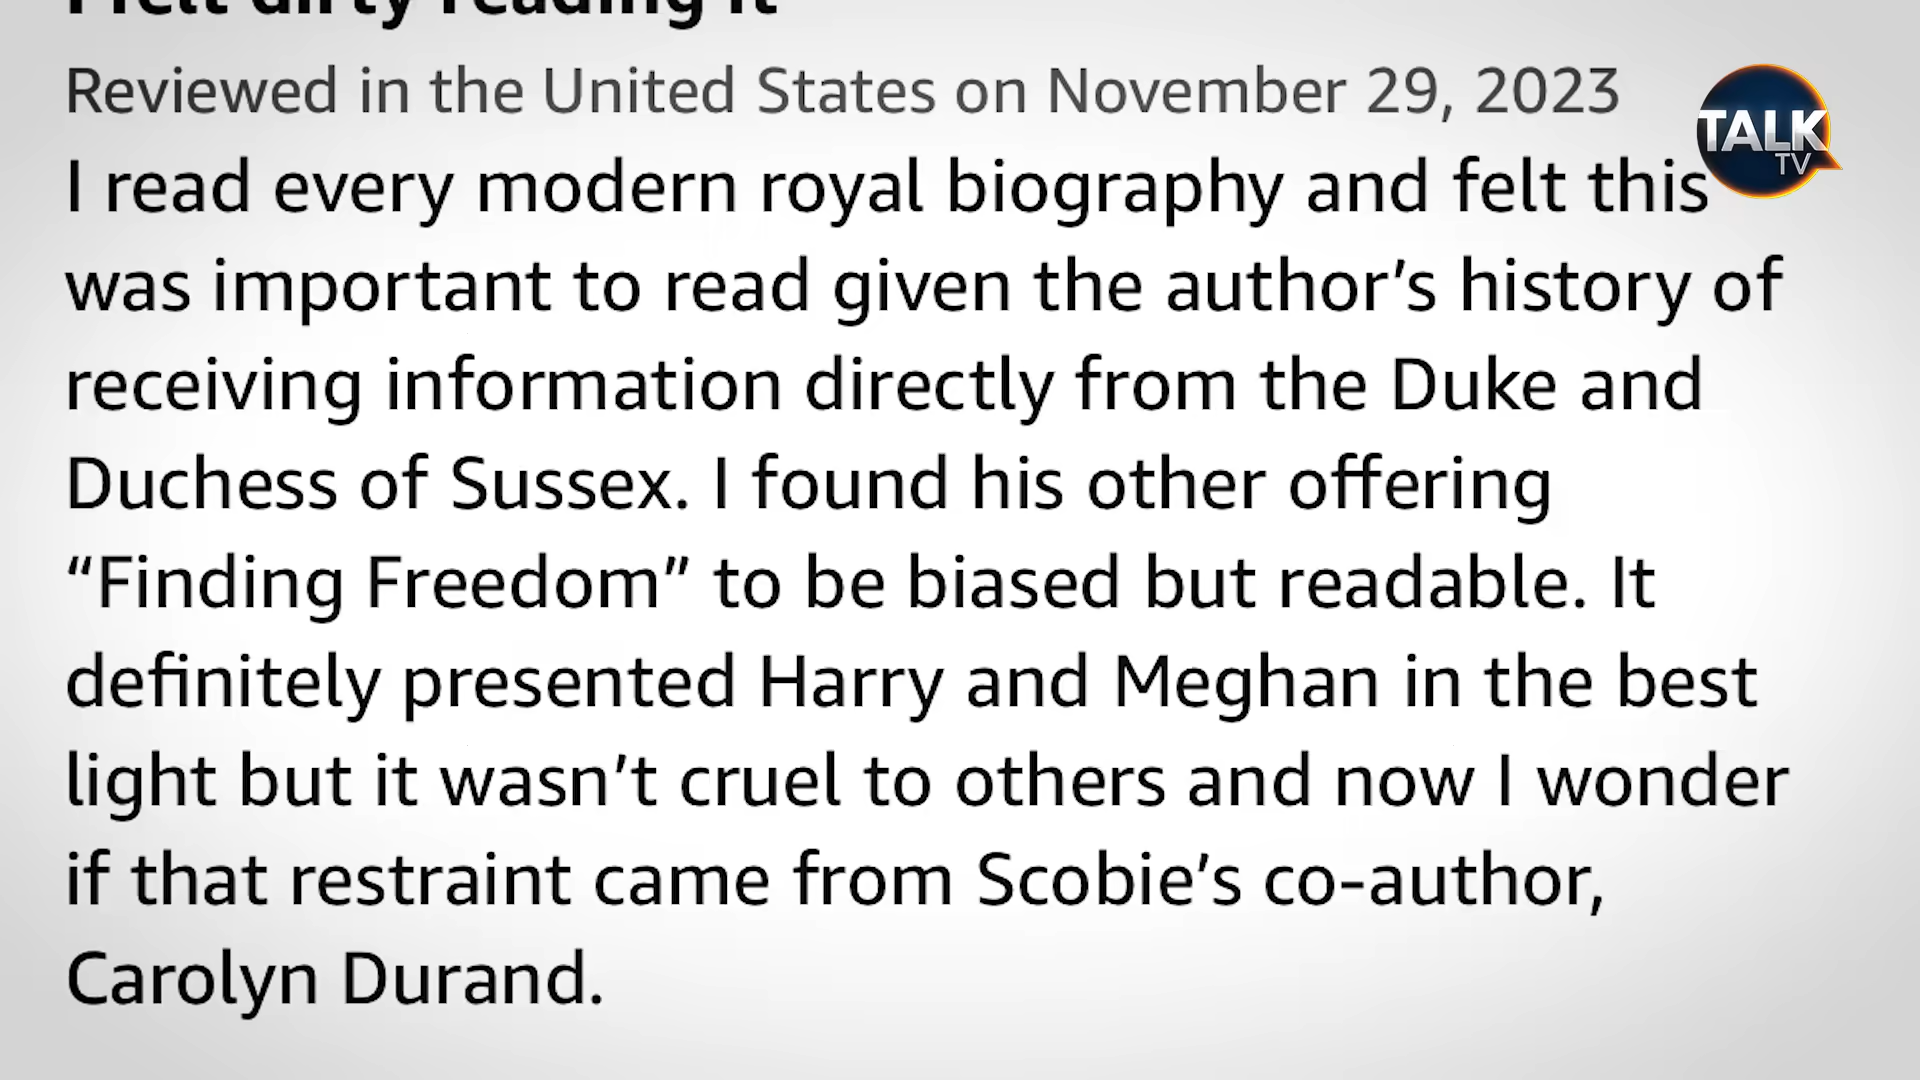 I felt dirty reading it
Reviewed in the United States on November 29, 2023
TALK
TV
I read every modern royal biography and felt this
was important to read given the author’s history of
receiving information directly from the Duke and
Duchess of Sussex. I found his other offering
“Finding Freedom” to be biased but readable. It
definitely presented Harry and Meghan in the best
light but it wasn’t cruel to others and now I wonder
if that restraint came from Scobie’s co-author,
Carolyn Durand.